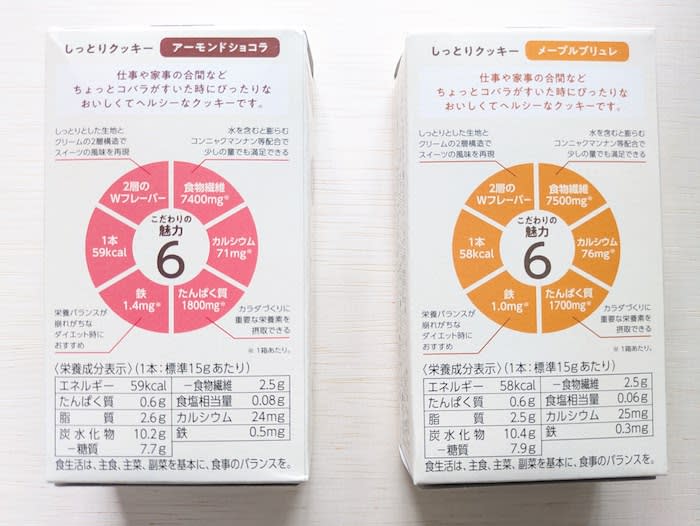 しっとりクッキー アーモンドショコラ
仕事や家事の合間など
ちょっとコバラがすいた時にぴったりな
おいしくてヘルシーなクッキーです。
しっとりとした生地と
クリームの2層構造で
スイーツの風味を再現
水を含むと膨らむ
コンニャクマンナン等配合で
少しの量でも満足できる
2層の
Wフレーバー
食物繊維
7400mg※
1本
59kcal
こだわりの
魅力
6
カルシウム
71mg※
鉄
1.4mg※
たんぱく質
1800mg※
栄養バランスが
崩れがちな
ダイエット時に
おすすめ
カラダづくりに
重要な栄養素を
摂取できる
※1箱あたり。
〈栄養成分表示〉(1本:標準15gあたり)
エネルギー 59kcal －食物繊維 2.5g
たんぱく質 0.6g 食塩相当量 0.08g
脂質 2.6g カルシウム 24mg
炭水化物 10.2g 鉄 0.5mg
－糖質 7.7g
食生活は、主食、主菜、副菜を基本に、食事のバランスを。
しっとりクッキー メープルブリュレ
仕事や家事の合間など
ちょっとコバラがすいた時にぴったりな
おいしくてヘルシーなクッキーです。
しっとりとした生地と
クリームの2層構造で
スイーツの風味を再現
水を含むと膨らむ
コンニャクマンナン等配合で
少しの量でも満足できる
2層の
Wフレーバー
食物繊維
7500mg※
1本
58kcal
こだわりの
魅力
6
カルシウム
76mg※
鉄
1.0mg※
たんぱく質
1700mg※
栄養バランスが
崩れがちな
ダイエット時に
おすすめ
カラダづくりに
重要な栄養素を
摂取できる
※1箱あたり。
〈栄養成分表示〉(1本:標準15gあたり)
エネルギー 58kcal －食物繊維 2.5g
たんぱく質 0.6g 食塩相当量 0.06g
脂質 2.5g カルシウム 25mg
炭水化物 10.4g 鉄 0.3mg
－糖質 7.9g
食生活は、主食、主菜、副菜を基本に、食事のバランスを。